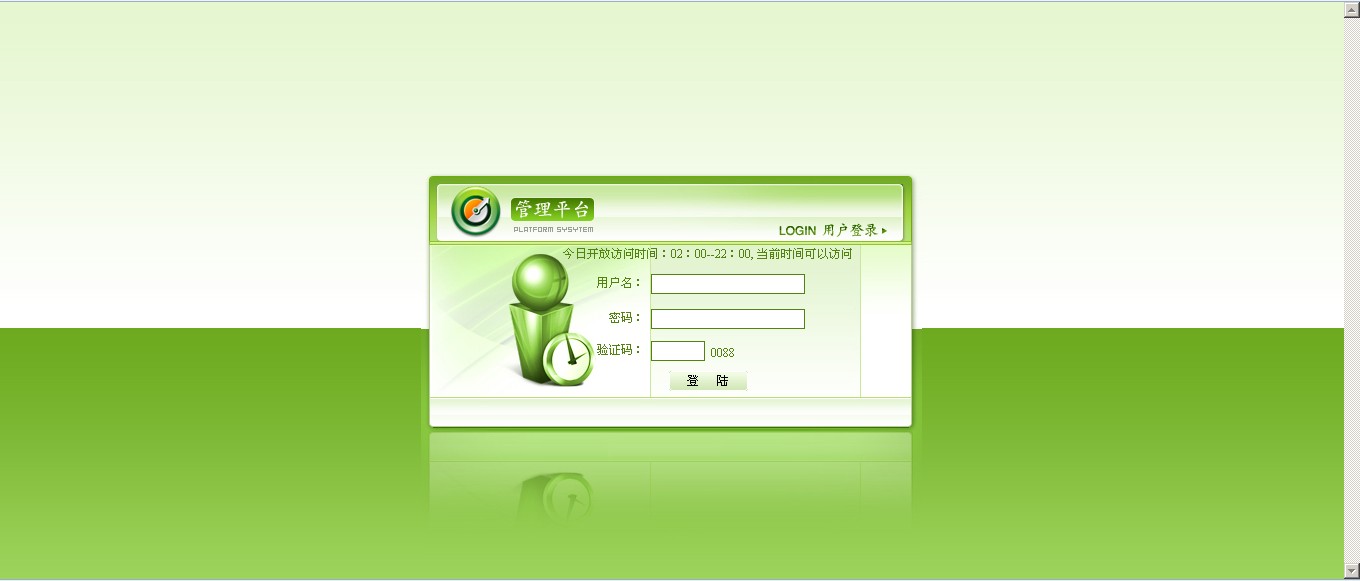 管理平台
PLATFORM SYSYTEM
LOGIN 用户登录
今日开放访问时间：02：00--22：00, 当前时间可以访问
用户名：
密码：
验证码： 0088
登 陆